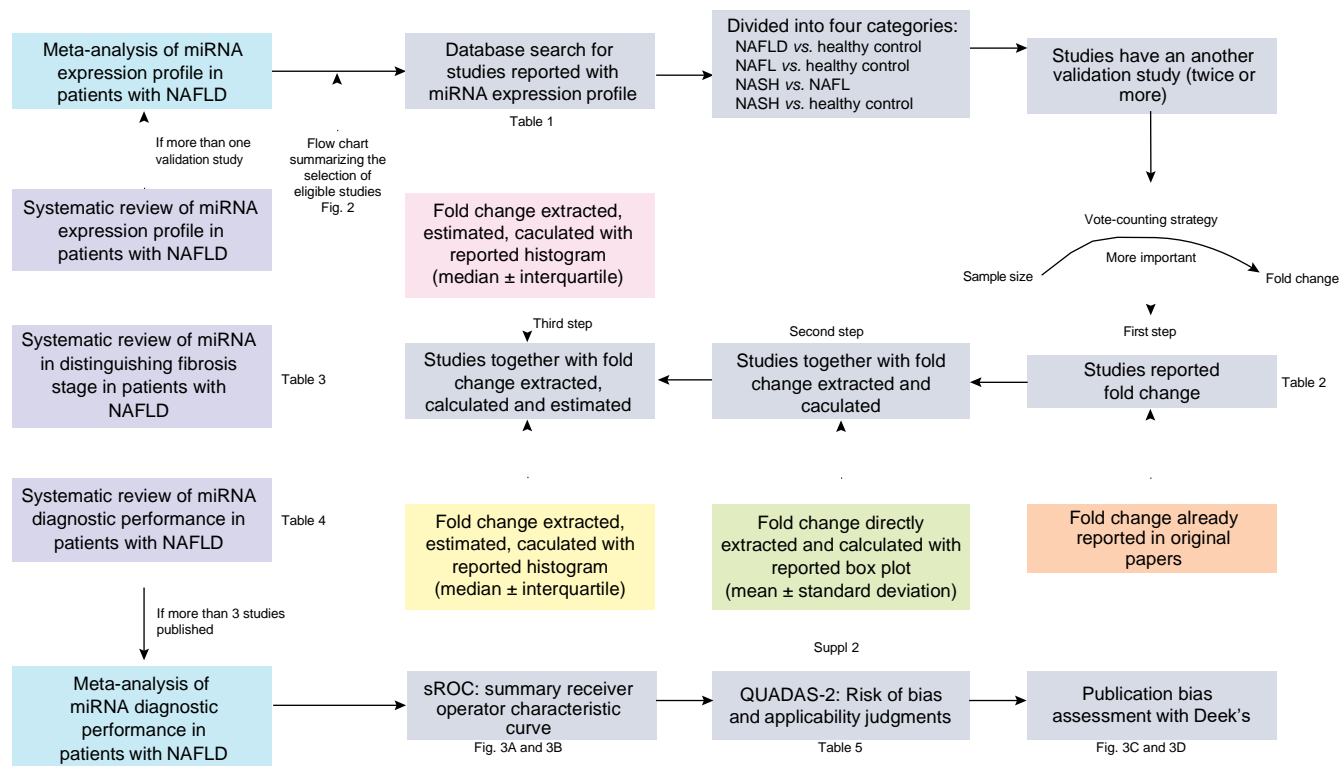 Meta-analysis of miRNA
expression profile in
patients with NAFLD
Database search for
studies reported with
miRNA expression profile
Table 1
Divided into four categories:
NAFLD vs. healthy control
NAFL vs. healthy control
NASH vs. NAFL
NASH vs. healthy control
Studies have an another
validation study (twice or
more)
If more than one
validation study
Flow chart
summarizing the
selection of
eligible studies
Fig. 2
Systematic review of miRNA
expression profile in
patients with NAFLD
Fold change extracted,
estimated, caculated with
reported histogram
(median ± interquartile)
Vote-counting strategy
More important
Sample size
Fold change
Systematic review of miRNA
in distinguishing fibrosis
stage in patients with
NAFLD
Table 3
Third step
Studies together with fold
change extracted,
calculated and estimated
Second step
Studies together with fold
change extracted and
caculated
First step
Studies reported
fold change
Table 2
Systematic review of miRNA
diagnostic performance in
patients with NAFLD
Table 4
Fold change extracted,
estimated, caculated with
reported histogram
(median ± interquartile)
Fold change directly
extracted and calculated with
reported box plot
(mean ± standard deviation)
Fold change already
reported in original
papers
If more than 3 studies
published
Suppl 2
Meta-analysis of
miRNA diagnostic
performance in
patients with NAFLD
sROC: summary receiver
operator characteristic
curve
Fig. 3A and 3B
QUADAS-2: Risk of bias
and applicability judgments
Table 5
Publication bias
assessment with Deek's
Fig. 3C and 3D